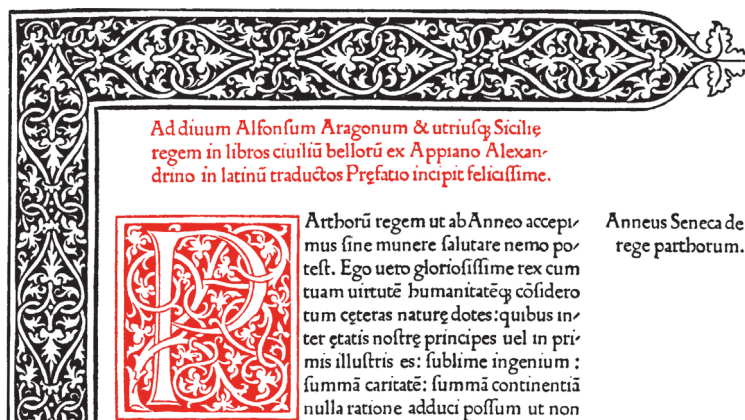 Ad diuum Alfonſum Aragonum & utriuſqꝫ Sicilię
regem in libros ciuiliū bellorū ex Appiano Alexan-
drino in latinū traductos Pręfatio incipit feliciſſime.
PArthorū regem ut ab Anneo accepi-
mus ſine munere ſalutare nemo po-
teſt. Ego uero glorioſiſſime rex cum
tuam uirtutē humanitatēqꝫ cōſidero
tum cęteras naturę dotes: quibus in-
ter ętatis noſtrę principes uel in pri-
mis illuſtris es: ſublime ingenium:
ſummā caritatē: ſummā continentiā
nulla ratione adduci poſſum ut non
Anneus Seneca de
rege parthorum.